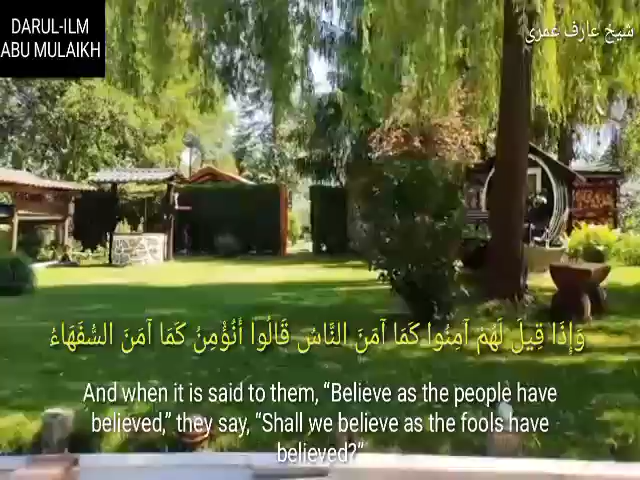 DARUL-ILM
ABU MULAIKH
شيخ عارف عمری
وَإِذَا قِيلَ لَهُمْ آمِنُوا كَمَا آمَنَ النَّاسُ قَالُوا أَنُؤْمِنُ كَمَا آمَنَ السُّفَهَاءُ
And when it is said to them, “Believe as the people have
believed,” they say, “Shall we believe as the fools have
believed?”